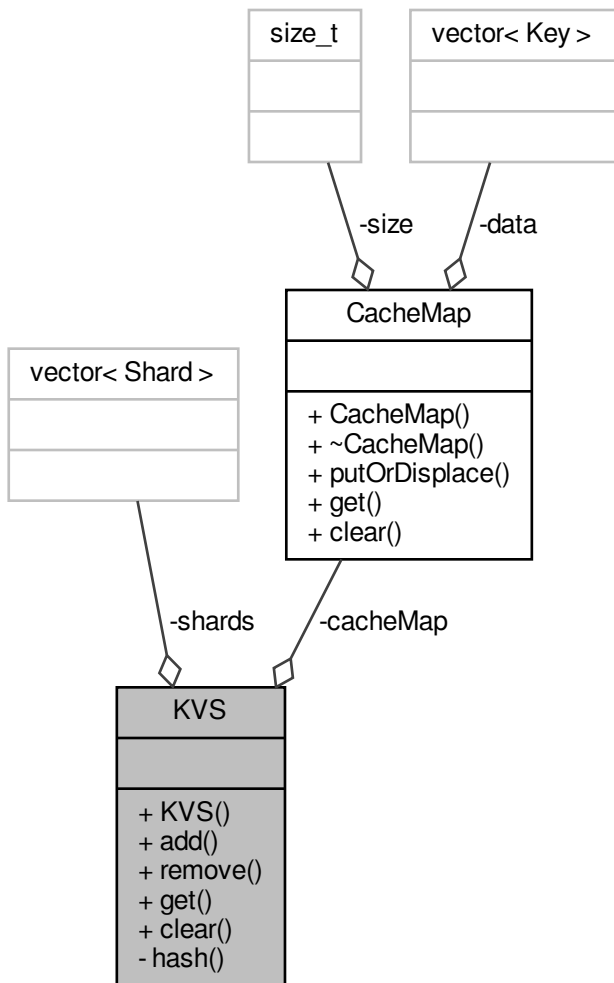 size_t
vector< Key >
-size
-data
CacheMap
+ CacheMap()
+ ~CacheMap()
+ putOrDisplace()
+ get()
+ clear()
vector< Shard >
-shards
-cacheMap
KVS
+ KVS()
+ add()
+ remove()
+ get()
+ clear()
- hash()